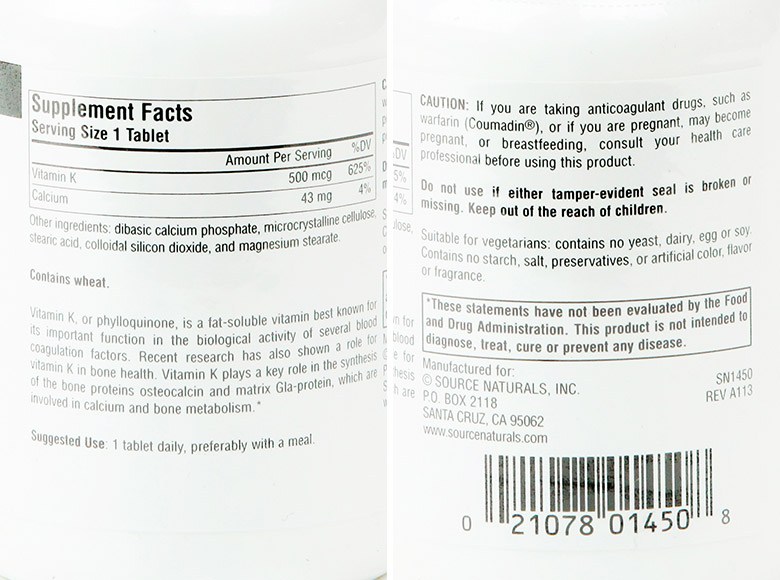 Supplement Facts
Serving Size 1 Tablet
Amount Per Serving %DV
Vitamin K 500 mcg 625%
Calcium 43 mg 4%
Other ingredients: dibasic calcium phosphate, microcrystalline cellulose,
stearic acid, colloidal silicon dioxide, and magnesium stearate.
Contains wheat.
Vitamin K, or phylloquinone, is a fat-soluble vitamin best known for
its important function in the biological activity of several blood
coagulation factors. Recent research has also shown a role for
vitamin K in bone health. Vitamin K plays a key role in the synthesis
of the bone proteins osteocalcin and matrix Gla-protein, which are
involved in calcium and bone metabolism.*
Suggested Use: 1 tablet daily, preferably with a meal.
DV
5%
4%
lose,
n for
blood
e for
hesis
h are
CAUTION: If you are taking anticoagulant drugs, such as
warfarin (Coumadin®), or if you are pregnant, may become
pregnant, or breastfeeding, consult your health care
professional before using this product.
Do not use if either tamper-evident seal is broken or
missing. Keep out of the reach of children.
Suitable for vegetarians: contains no yeast, dairy, egg or soy.
Contains no starch, salt, preservatives, or artificial color, flavor
or fragrance.
*These statements have not been evaluated by the Food
and Drug Administration. This product is not intended to
diagnose, treat, cure or prevent any disease.
Manufactured for:
© SOURCE NATURALS, INC.
P.O. BOX 2118
SANTA CRUZ, CA 95062
www.sourcenaturals.com
SN1450
REV A113
0 21078 01450 8